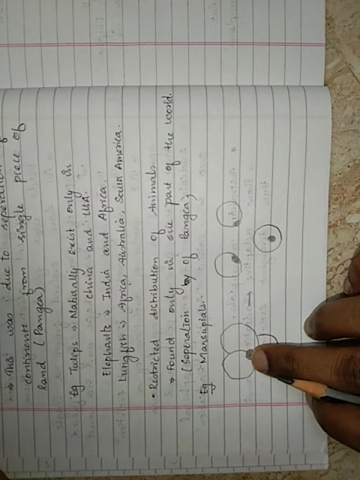 → This was due to seperation of
continents from single piece of
land (Pangea)
Eg Tulips → Naturally exist only in
china and USA.
Elephants → India and Africa
Lungfish → Africa, Australia, South America.
• Restricted distribution of Animals.
→ Found only in one part of the world.
(Seperation of Pangea)
Eg Marsupials.